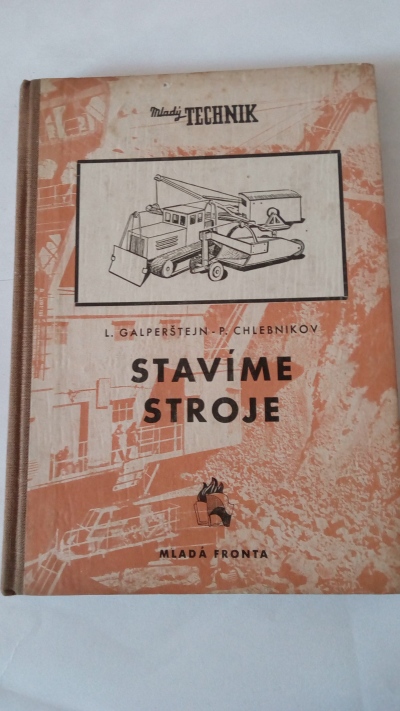 Mladý TECHNIK
L. GALPERŠTEJN - P. CHLEBNIKOV
STAVÍME
STROJE
MLADÁ FRONTA